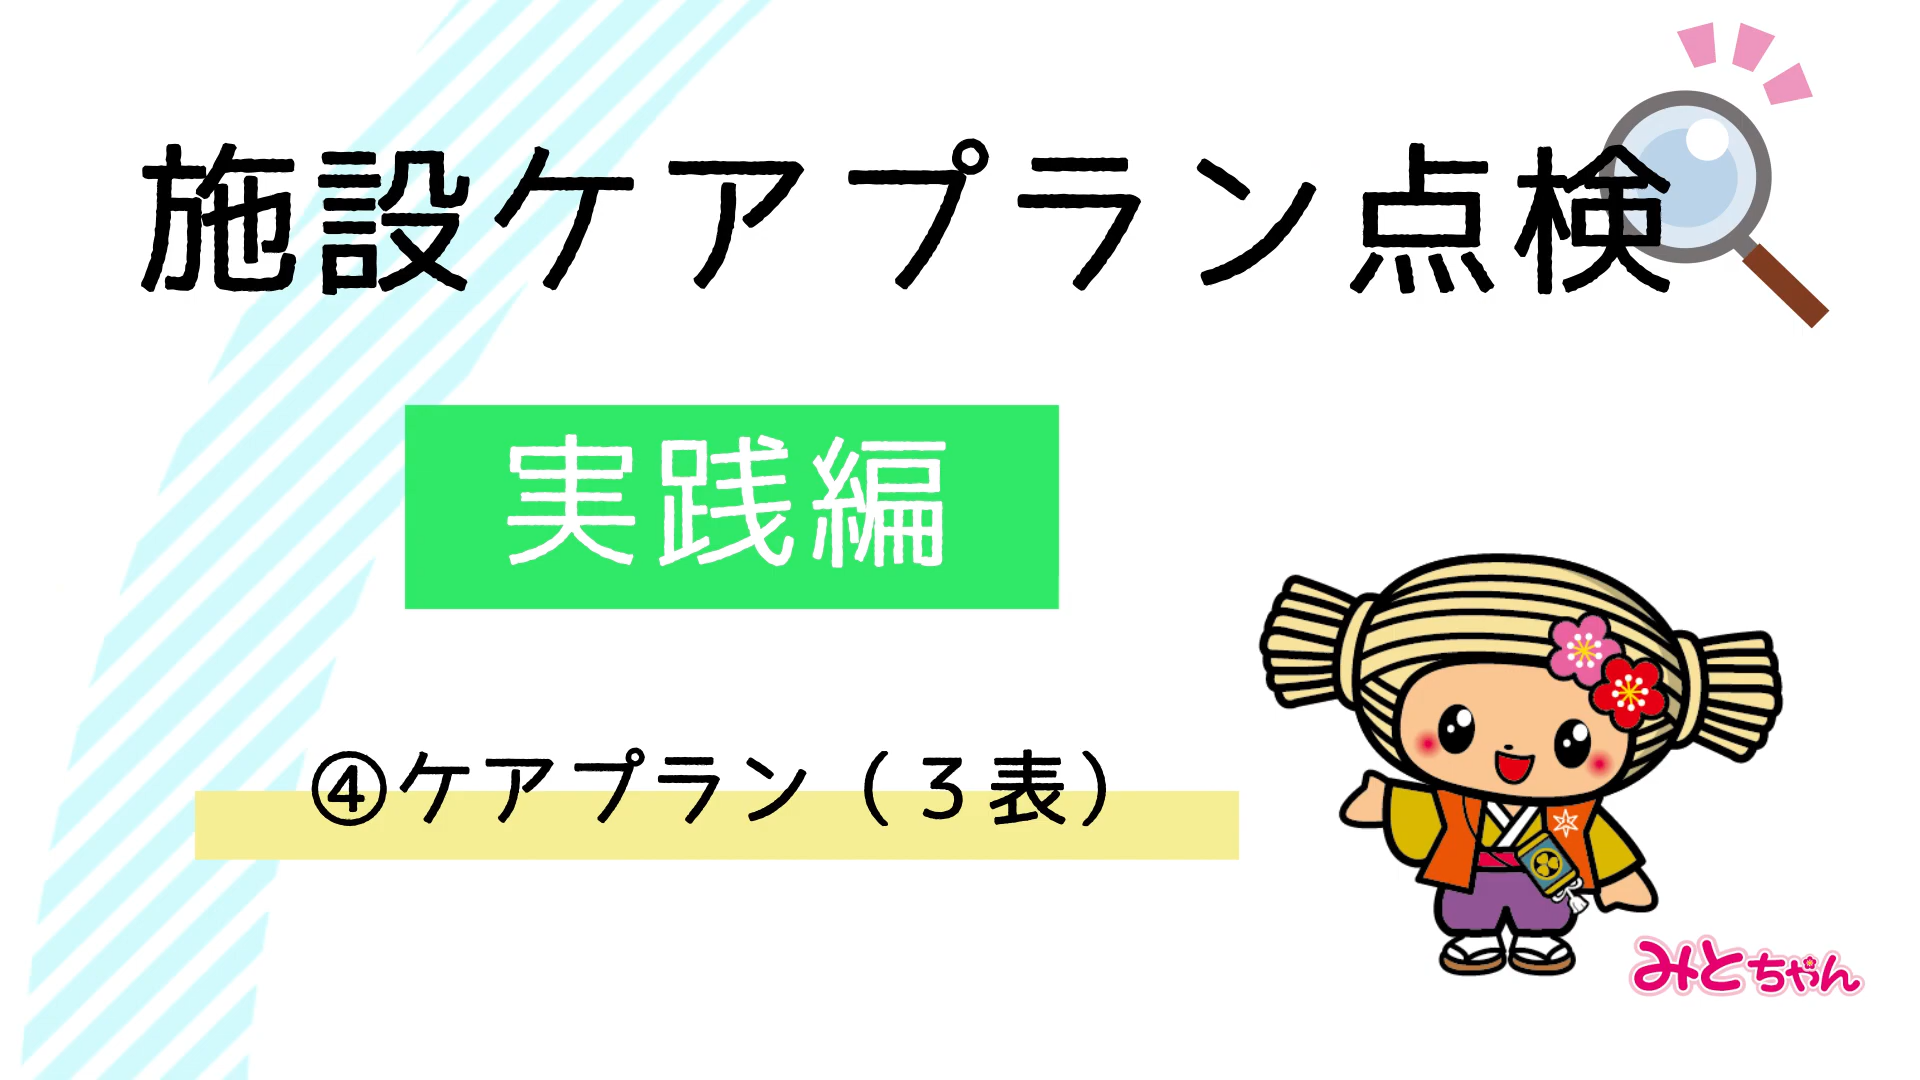 施設ケアプラン点検
実践編
④ケアプラン（３表）
みとちゃん